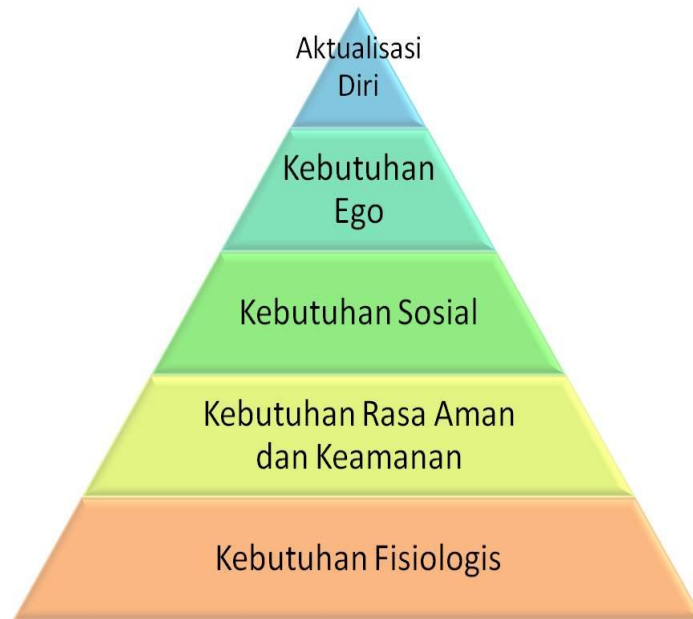 Aktualisasi
Diri
Kebutuhan
Ego
Kebutuhan Sosial
Kebutuhan Rasa Aman
dan Keamanan
Kebutuhan Fisiologis